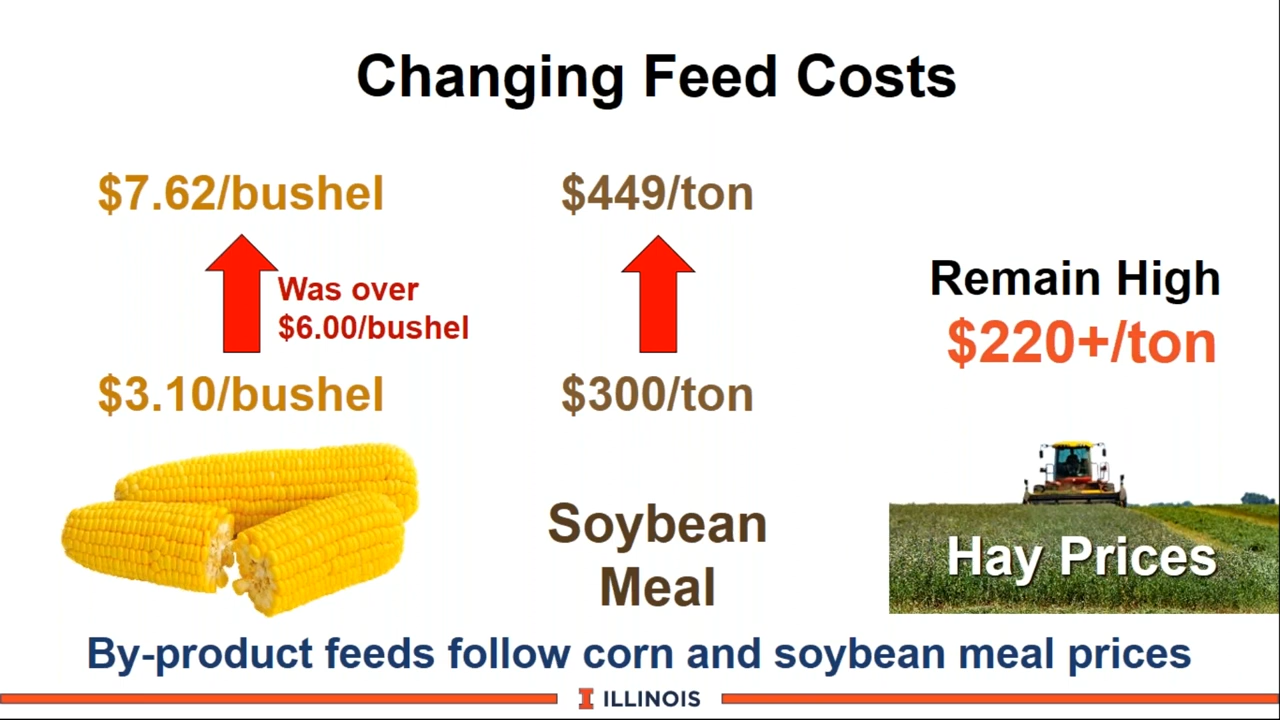 Changing Feed Costs
$7.62/bushel
Was over
$6.00/bushel
$3.10/bushel
$449/ton
$300/ton
Soybean
Meal
Remain High
$220+/ton
Hay Prices
By-product feeds follow corn and soybean meal prices
I ILLINOIS